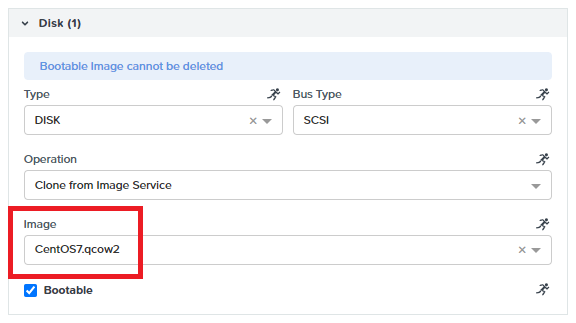 Disk (1)
Bootable Image cannot be deleted
Type
Bus Type
DISK
SCSI
Operation
Clone from Image Service
Image
CentOS7.qcow2
Bootable